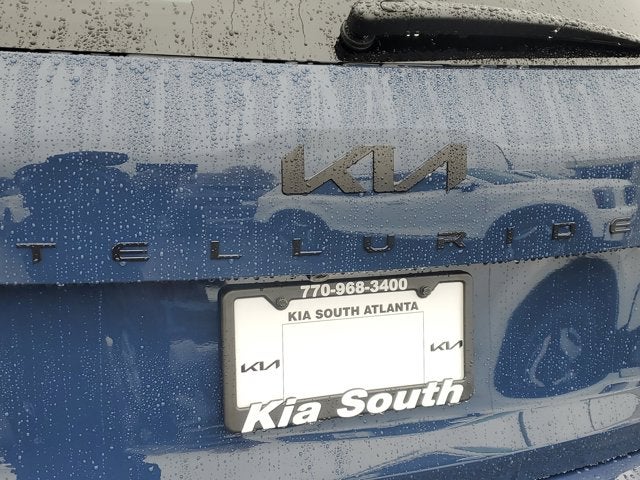 KIA
TELLURIDE
770-968-3400
KIA SOUTH ATLANTA
KIA KIA
Kia South